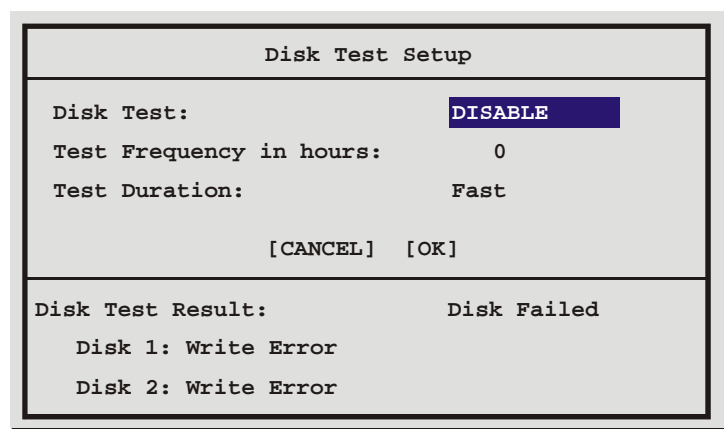 Disk Test Setup
Disk Test: DISABLE
Test Frequency in hours: 0
Test Duration: Fast
[CANCEL] [OK]
Disk Test Result: Disk Failed
Disk 1: Write Error
Disk 2: Write Error